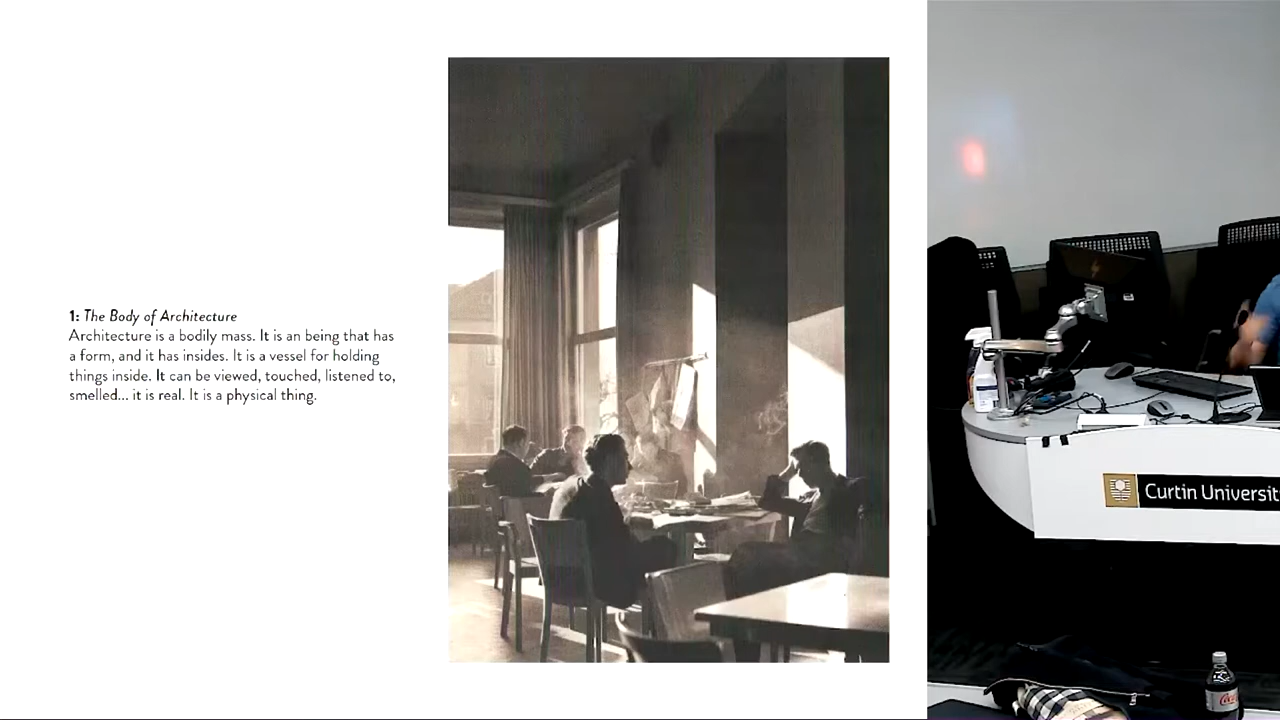 1: The Body of Architecture
Architecture is a bodily mass. It is an being that has
a form, and it has insides. It is a vessel for holding
things inside. It can be viewed, touched, listened to,
smelled... it is real. It is a physical thing.
Curtin Universit